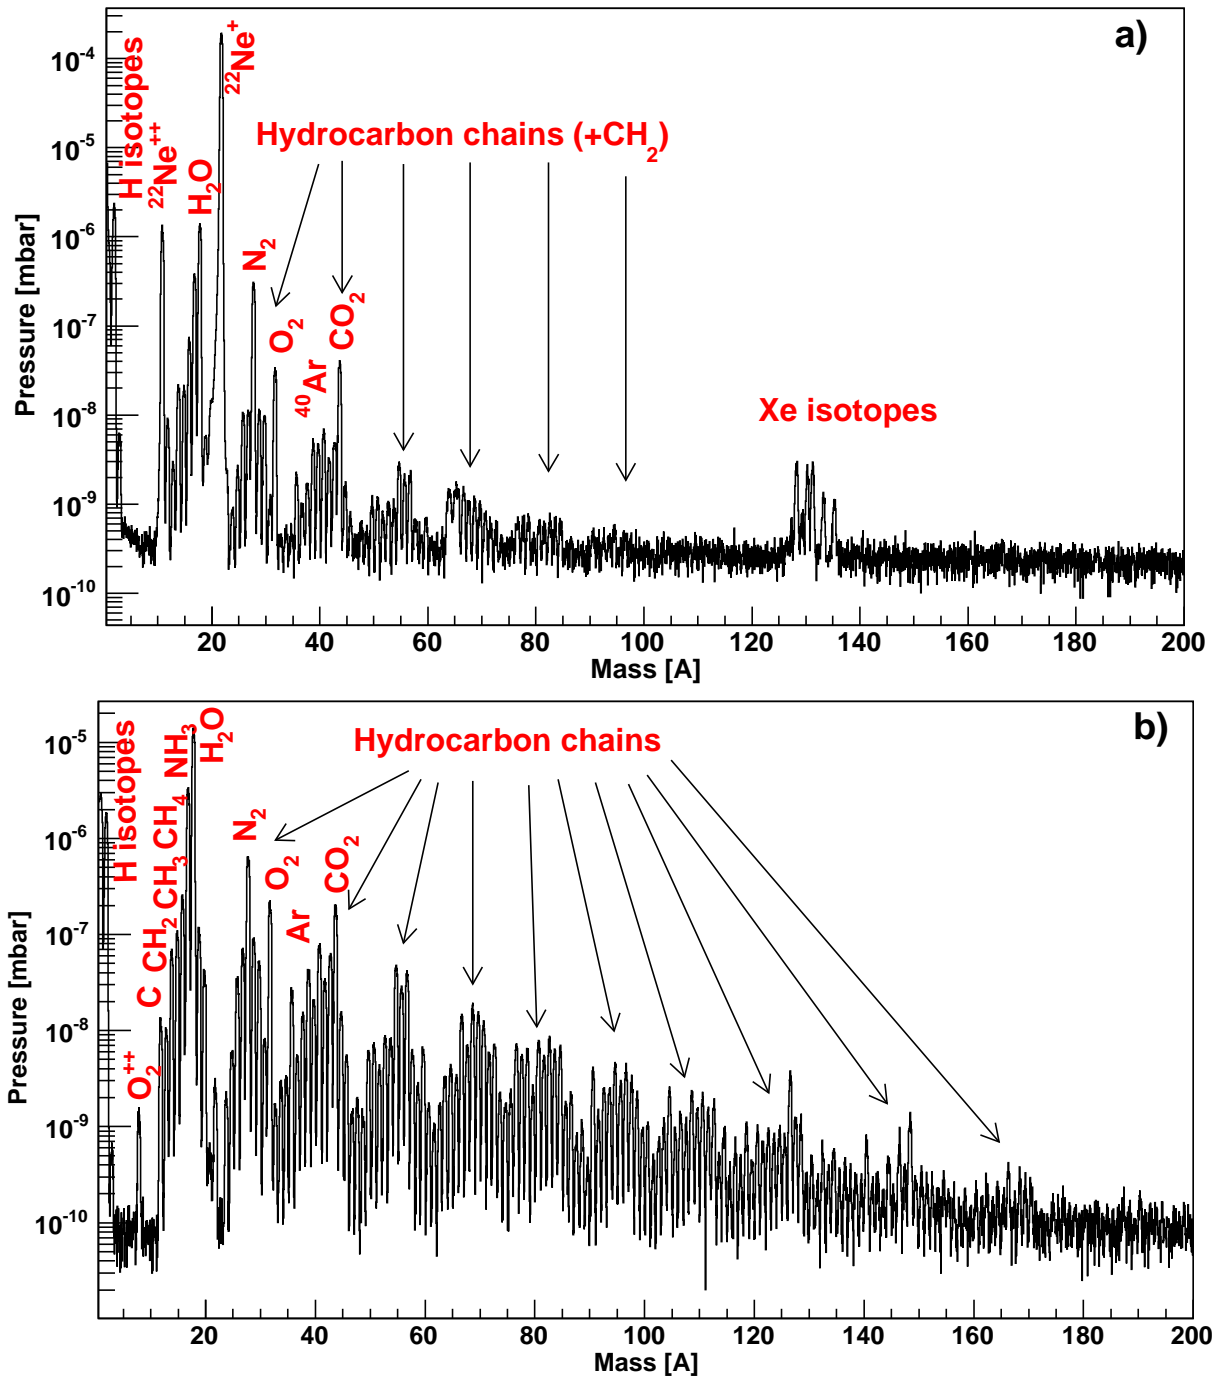 a)
H isotopes
²²Ne⁺⁺
H₂O
²²Ne⁺
Hydrocarbon chains (+CH₂)
N₂
O₂
⁴⁰Ar
CO₂
Xe isotopes
Pressure [mbar]
10⁻⁴
10⁻⁵
10⁻⁶
10⁻⁷
10⁻⁸
10⁻⁹
10⁻¹⁰
20 40 60 80 100 120 140 160 180 200
Mass [A]
b)
H isotopes
O₂⁺⁺
C CH₂ CH₃ CH₄ NH₃
H₂O
Hydrocarbon chains
N₂
O₂
Ar
CO₂
Pressure [mbar]
10⁻⁵
10⁻⁶
10⁻⁷
10⁻⁸
10⁻⁹
10⁻¹⁰
20 40 60 80 100 120 140 160 180 200
Mass [A]